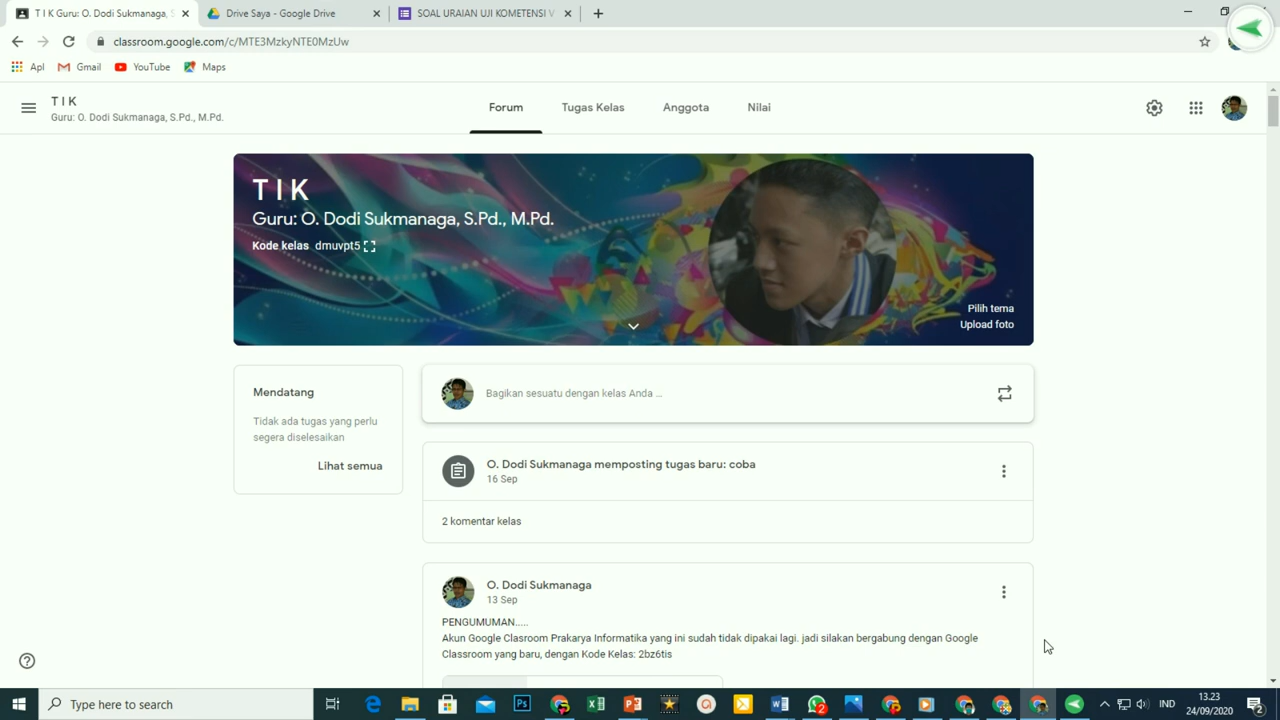 T I K Guru: O. Dodi Sukmanaga, S
Drive Saya - Google Drive
SOAL URAIAN UJI KOMETENSI V
classroom.google.com/c/MTE3MzkyNTE0MzUw
Apl
Gmail
YouTube
Maps
T I K
Guru: O. Dodi Sukmanaga, S.Pd., M.Pd.
Forum
Tugas Kelas
Anggota
Nilai
T I K
Guru: O. Dodi Sukmanaga, S.Pd., M.Pd.
Kode kelas dmuvpt5
Pilih tema
Upload foto
Mendatang
Tidak ada tugas yang perlu
segera diselesaikan
Lihat semua
Bagikan sesuatu dengan kelas Anda ...
O. Dodi Sukmanaga memposting tugas baru: coba
16 Sep
2 komentar kelas
O. Dodi Sukmanaga
13 Sep
PENGUMUMAN.....
Akun Google Clasroom Prakarya Informatika yang ini sudah tidak dipakai lagi. jadi silakan bergabung dengan Google
Classroom yang baru, dengan Kode Kelas: 2bz6tis
Type here to search
IND
13.23
24/09/2020
2